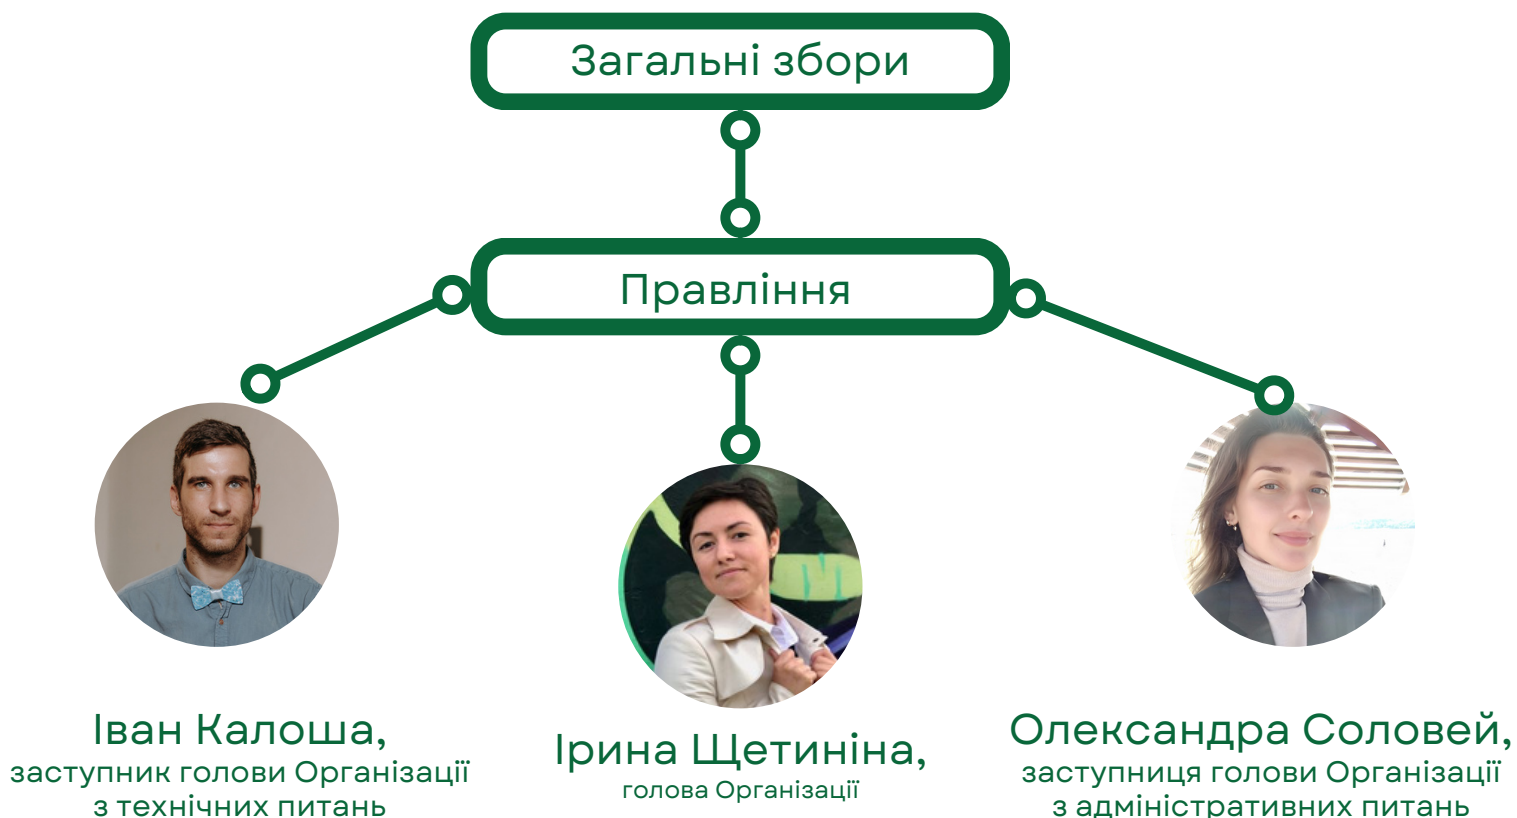 Загальні збори
Правління
Іван Калоша,
заступник голови Організації
з технічних питань
Ірина Щетиніна,
голова Організації
Олександра Соловей,
заступниця голови Організації
з адміністративних питань